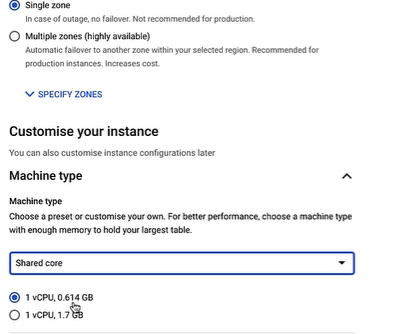 Single zone
In case of outage, no failover. Not recommended for production.
Multiple zones (highly available)
Automatic failover to another zone within your selected region. Recommended for
production instances. Increases cost.
SPECIFY ZONES
Customise your instance
You can also customise instance configurations later
Machine type
Machine type
Choose a preset or customise your own. For better performance, choose a machine type
with enough memory to hold your largest table.
Shared core
1 vCPU, 0.614 GB
1 vCPU, 1.7 GB